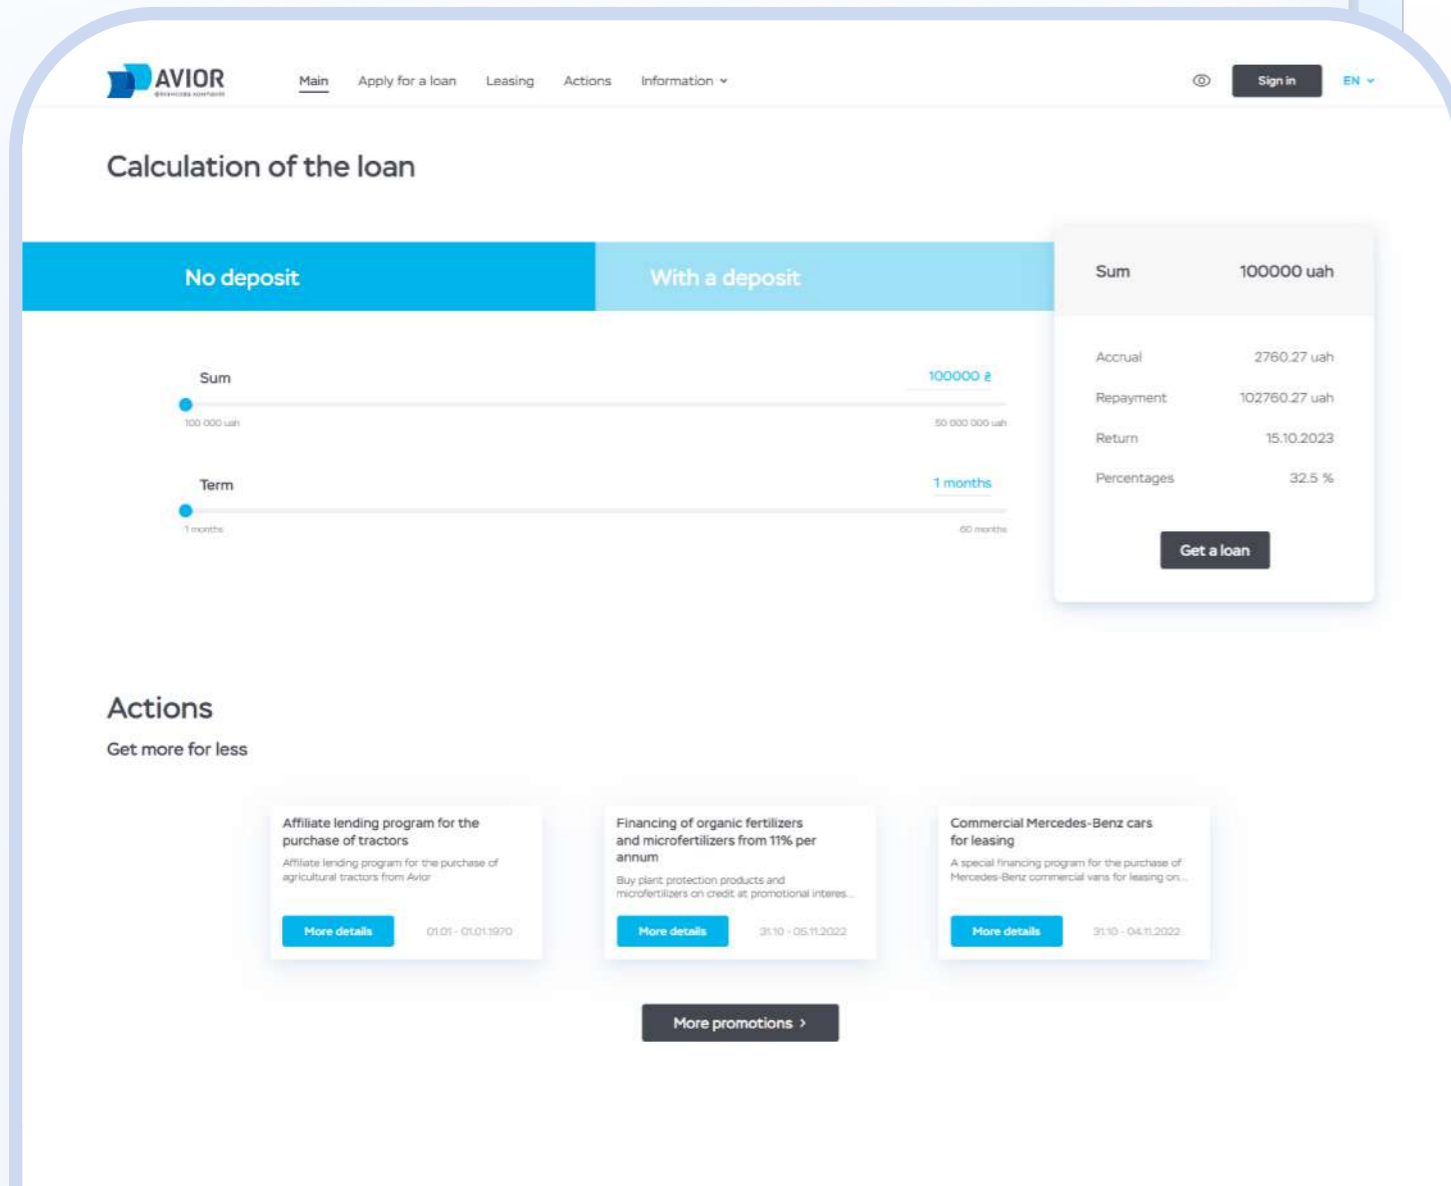 AVIOR
ФІНАНСОВА КОМПАНІЯ
Main Apply for a loan Leasing Actions Information
Sign in EN
Calculation of the loan
No deposit With a deposit
Sum 100000 ₴
100 000 uah 50 000 000 uah
Term 1 months
1 months 60 months
Sum 100000 uah
Accrual 2760.27 uah
Repayment 102760.27 uah
Return 15.10.2023
Percentages 32.5 %
Get a loan
Actions
Get more for less
Affiliate lending program for the
purchase of tractors
Affiliate lending program for the purchase of
agricultural tractors from Avior
More details 01.01 - 01.01.1970
Financing of organic fertilizers
and microfertilizers from 11% per
annum
Buy plant protection products and
microfertilizers on credit at promotional interes...
More details 31.10 - 05.11.2022
Commercial Mercedes-Benz cars
for leasing
A special financing program for the purchase of
Mercedes-Benz commercial vans for leasing on...
More details 31.10 - 04.11.2022
More promotions >